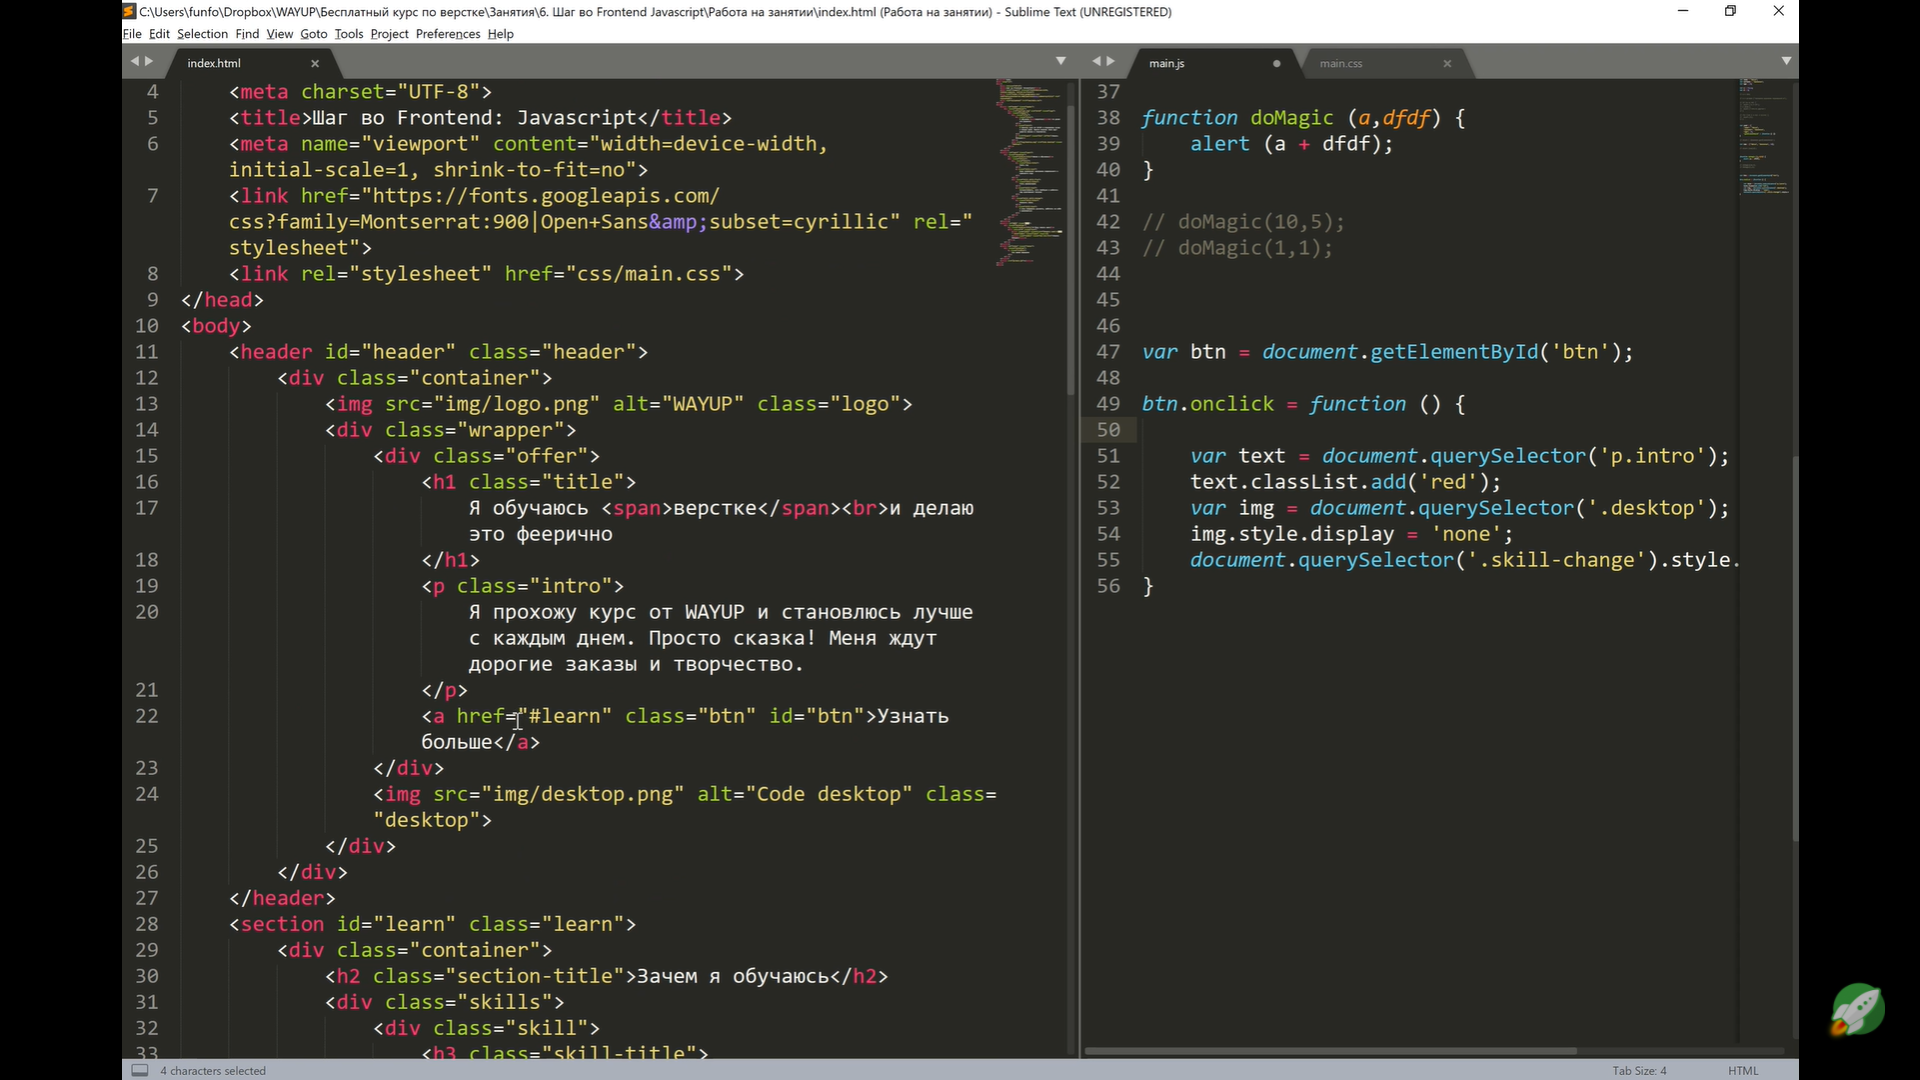 C:\Users\funfo\Dropbox\WAYUP\Бесплатный курс по верстке\Занятия\6. Шаг во Frontend Javascript\Работа на занятии\index.html (Работа на занятии) - Sublime Text (UNREGISTERED)
File Edit Selection Find View Goto Tools Project Preferences Help
index.html
4 <meta charset="UTF-8">
5 <title>Шаг во Frontend: Javascript</title>
6 <meta name="viewport" content="width=device-width,
initial-scale=1, shrink-to-fit=no">
7 <link href="https://fonts.googleapis.com/
css?family=Montserrat:900|Open+Sans&amp;subset=cyrillic" rel="
stylesheet">
8 <link rel="stylesheet" href="css/main.css">
9 </head>
10 <body>
11 <header id="header" class="header">
12 <div class="container">
13 <img src="img/logo.png" alt="WAYUP" class="logo">
14 <div class="wrapper">
15 <div class="offer">
16 <h1 class="title">
17 Я обучаюсь <span>верстке</span><br>и делаю
это феерично
18 </h1>
19 <p class="intro">
20 Я прохожу курс от WAYUP и становлюсь лучше
с каждым днем. Просто сказка! Меня ждут
дорогие заказы и творчество.
21 </p>
22 <a href="#learn" class="btn" id="btn">Узнать
больше</a>
23 </div>
24 <img src="img/desktop.png" alt="Code desktop" class=
"desktop">
25 </div>
26 </div>
27 </header>
28 <section id="learn" class="learn">
29 <div class="container">
30 <h2 class="section-title">Зачем я обучаюсь</h2>
31 <div class="skills">
32 <div class="skill">
33 <h3 class="skill-title">
main.js
main.css
37
38 function doMagic (a,dfdf) {
39 alert (a + dfdf);
40 }
41
42 // doMagic(10,5);
43 // doMagic(1,1);
44
45
46
47 var btn = document.getElementById('btn');
48
49 btn.onclick = function () {
50
51 var text = document.querySelector('p.intro');
52 text.classList.add('red');
53 var img = document.querySelector('.desktop');
54 img.style.display = 'none';
55 document.querySelector('.skill-change').style.
56 }
4 characters selected
Tab Size: 4
HTML